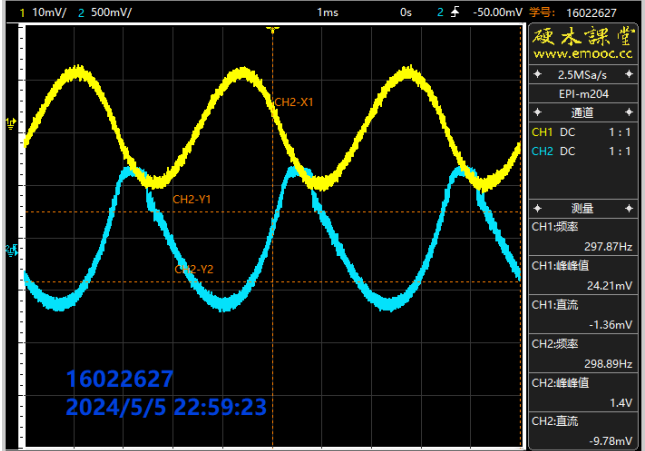 1 10mV/ 2 500mV/ 1ms 0s 2 -50.00mV 学号: 16022627
硬木課堂
www.emooc.cc
2.5MSa/s
EPI-m204
通道
CH1 DC 1 : 1
CH2 DC 1 : 1
测量
CH1:频率
297.87Hz
CH1:峰峰值
24.21mV
CH1:直流
-1.36mV
CH2:频率
298.89Hz
CH2:峰峰值
1.4V
CH2:直流
-9.78mV
CH2-X1
CH2-Y1
CH2-Y2
16022627
2024/5/5 22:59:23